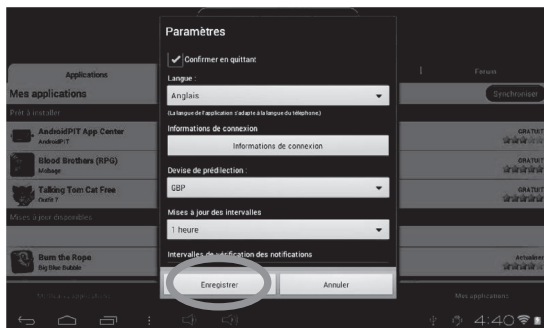 Paramètres
Confirmer en quittant
Langue :
Anglais
(La langue de l'application s'adapte à la langue du téléphone.)
Informations de connexion
Informations de connexion
Devise de prédilection :
GBP
Mises à jour des intervalles
1 heure
Intervalles de vérification des notifications
Enregistrer
Annuler
Applications
Forum
Mes applications
Synchroniser
Prêt à installer
AndroidPIT App Center
AndroidPIT
GRATUIT
Blood Brothers (RPG)
Mobage
GRATUIT
Talking Tom Cat Free
Outfit 7
GRATUIT
Mises à jour disponibles
Burn the Rope
Big Blue Bubble
Actualiser
Mes applications
4:40